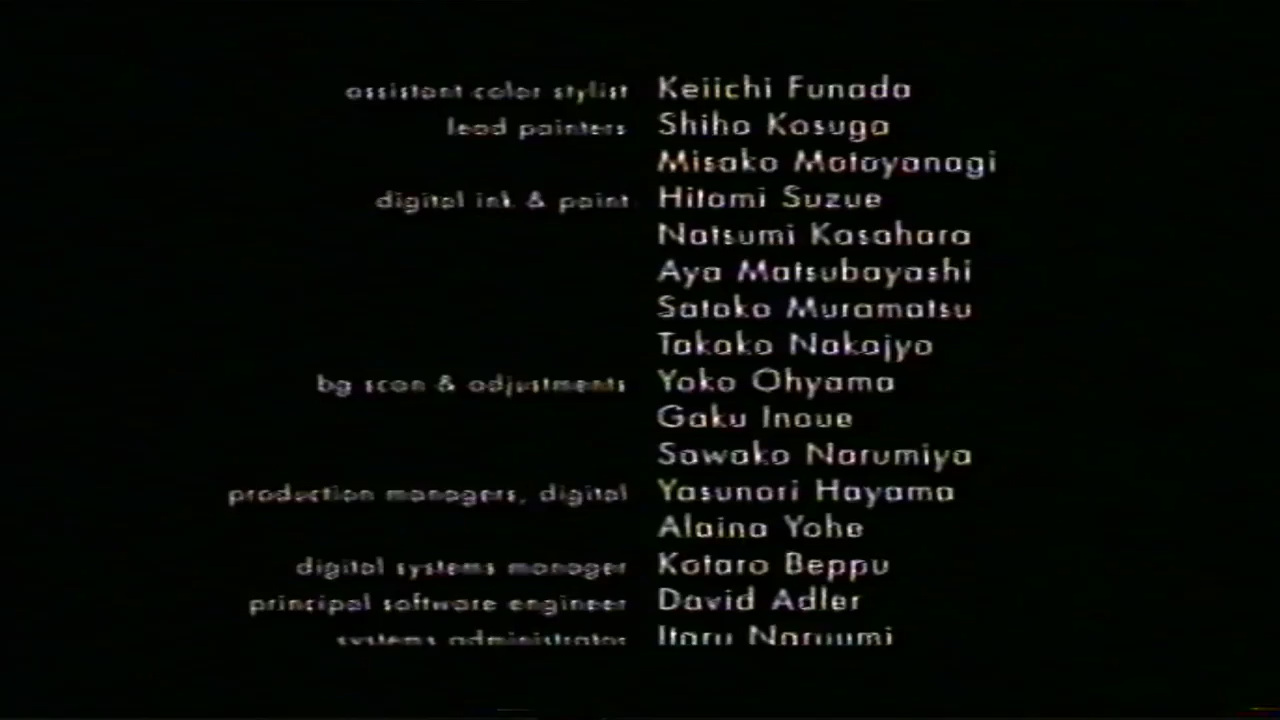 assistant color stylist Keiichi Funada
lead painters Shiho Kosuga
Misako Motoyanagi
digital ink & paint Hitomi Suzue
Natsumi Kasahara
Aya Matsubayashi
Satoko Muramatsu
Takako Nakajyo
bg scan & adjustments Yoko Ohyama
Gaku Inoue
Sawako Narumiya
production managers, digital Yasunori Hayama
Alaina Yohe
digital systems manager Kotaro Beppu
principal software engineer David Adler
systems administrator Itaru